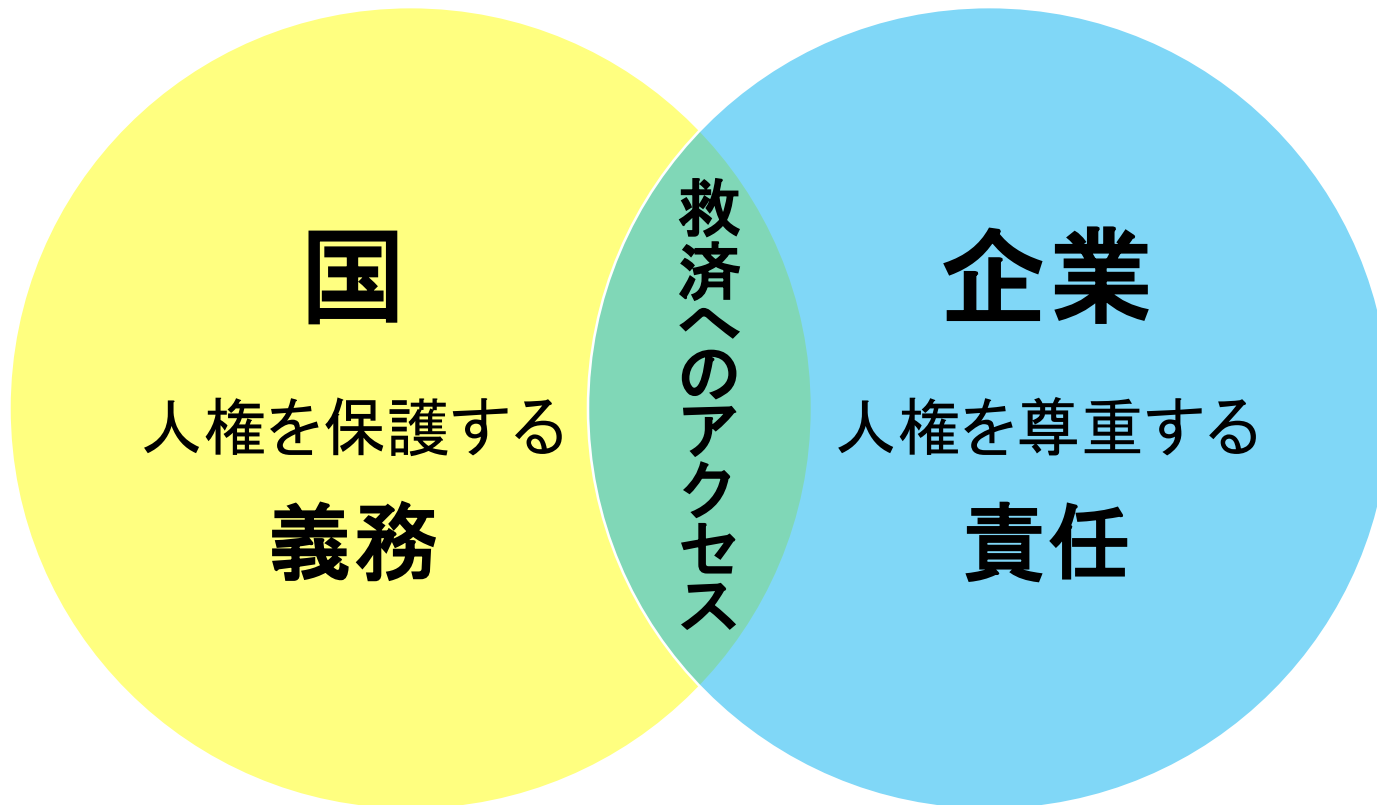 国
人権を保護する
義務
救済へのアクセス
企業
人権を尊重する
責任